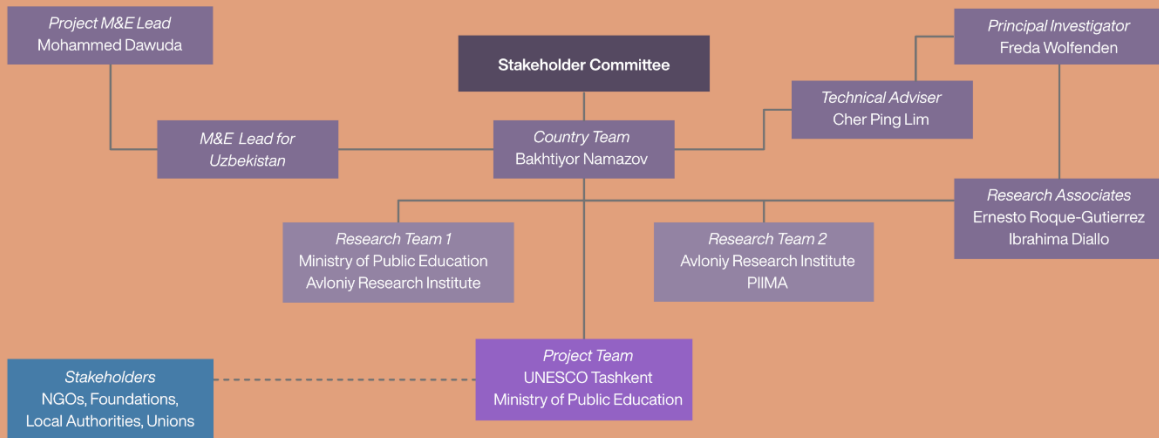 Project M&E Lead
Mohammed Dawuda
Principal Investigator
Freda Wolfenden
Stakeholder Committee
Technical Adviser
Cher Ping Lim
M&E Lead for
Uzbekistan
Country Team
Bakhtiyor Namazov
Research Associates
Ernesto Roque-Gutierrez
Ibrahima Diallo
Research Team 1
Ministry of Public Education
Avloniy Research Institute
Research Team 2
Avloniy Research Institute
PIIMA
Project Team
UNESCO Tashkent
Ministry of Public Education
Stakeholders
NGOs, Foundations,
Local Authorities, Unions